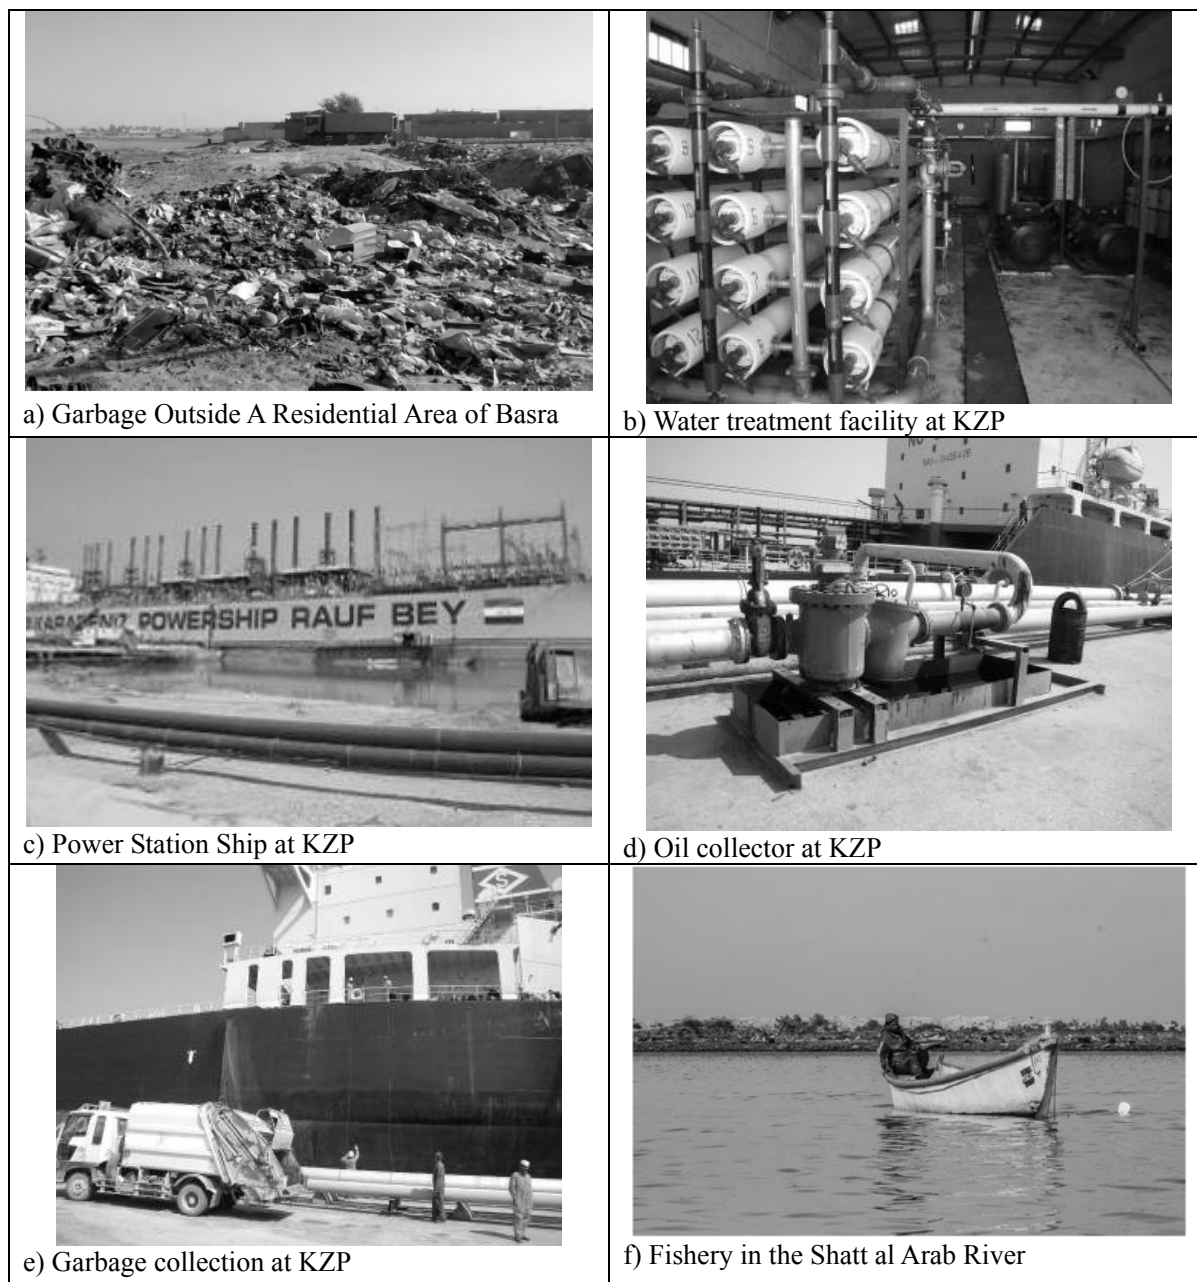 a) Garbage Outside A Residential Area of Basra
b) Water treatment facility at KZP
KARADENIZ POWERSHIP RAUF BEY
c) Power Station Ship at KZP
d) Oil collector at KZP
S
e) Garbage collection at KZP
f) Fishery in the Shatt al Arab River